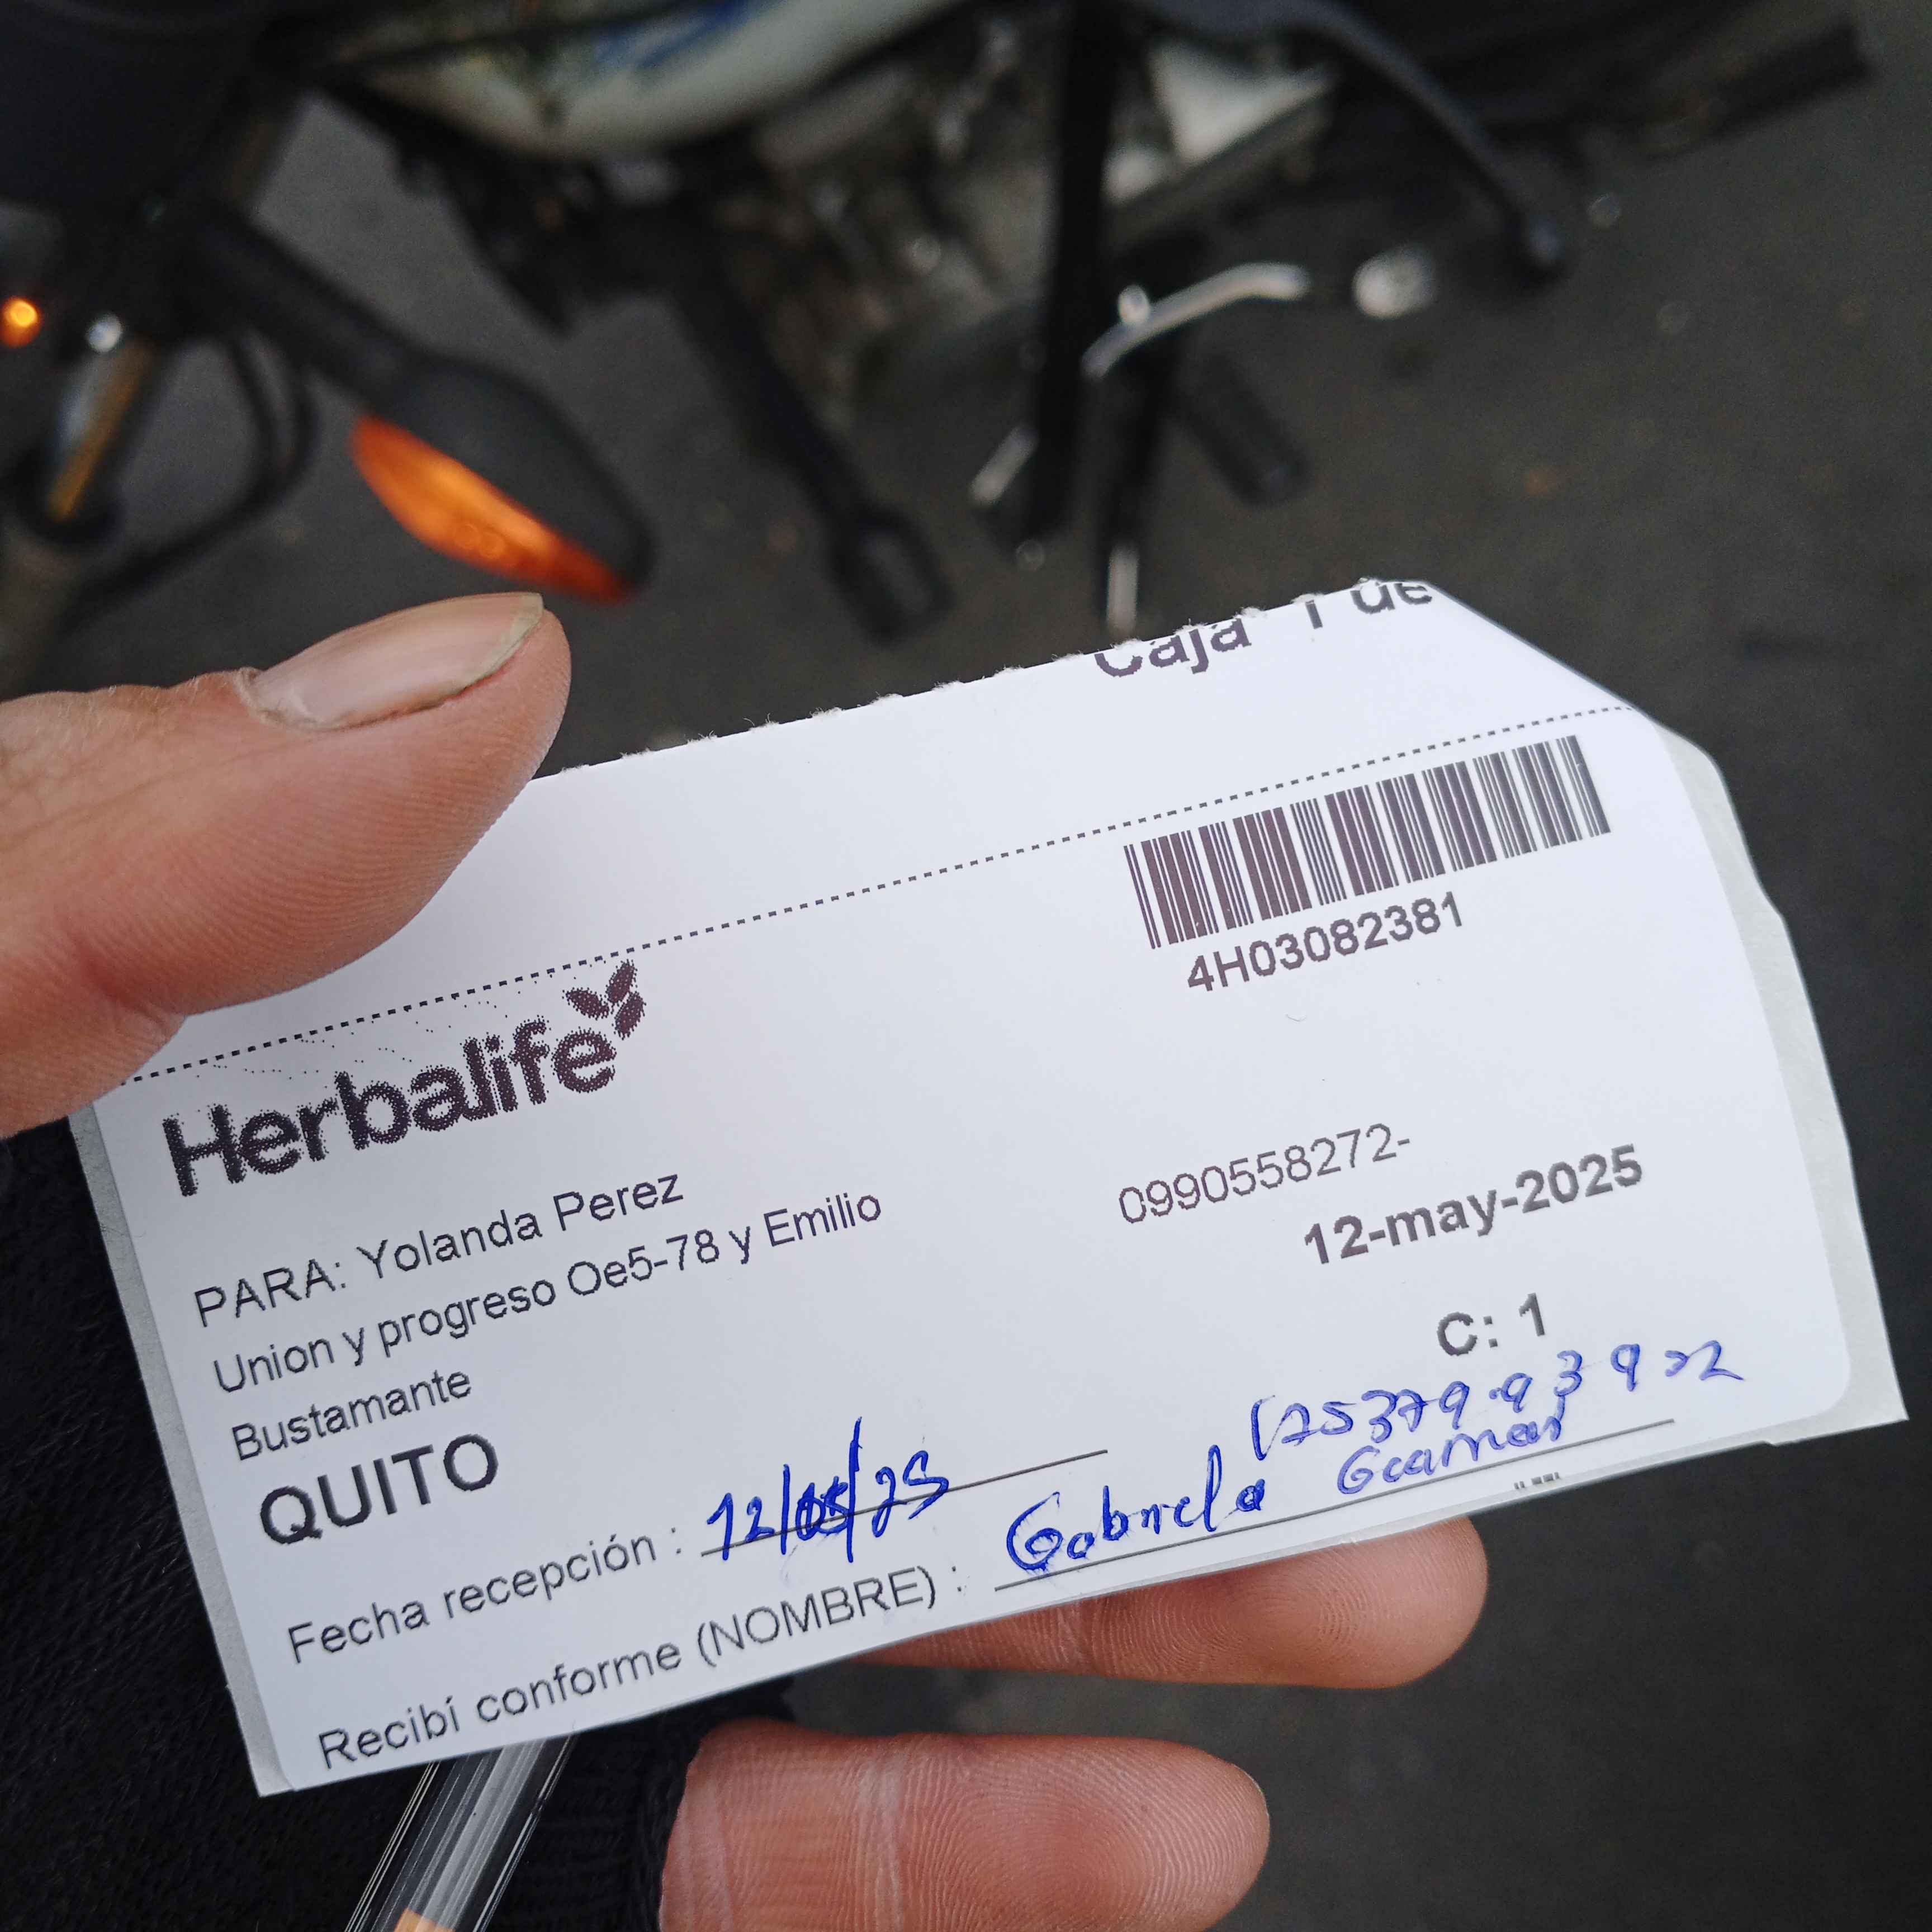 Caja 1 de
4H03082381
Herbalife
PARA: Yolanda Perez
0990558272-
Union y progreso Oe5-78 y Emilio
12-may-2025
Bustamante
C: 1
QUITO
Fecha recepción : 12/05/25
Recibí conforme (NOMBRE) : Gabriela